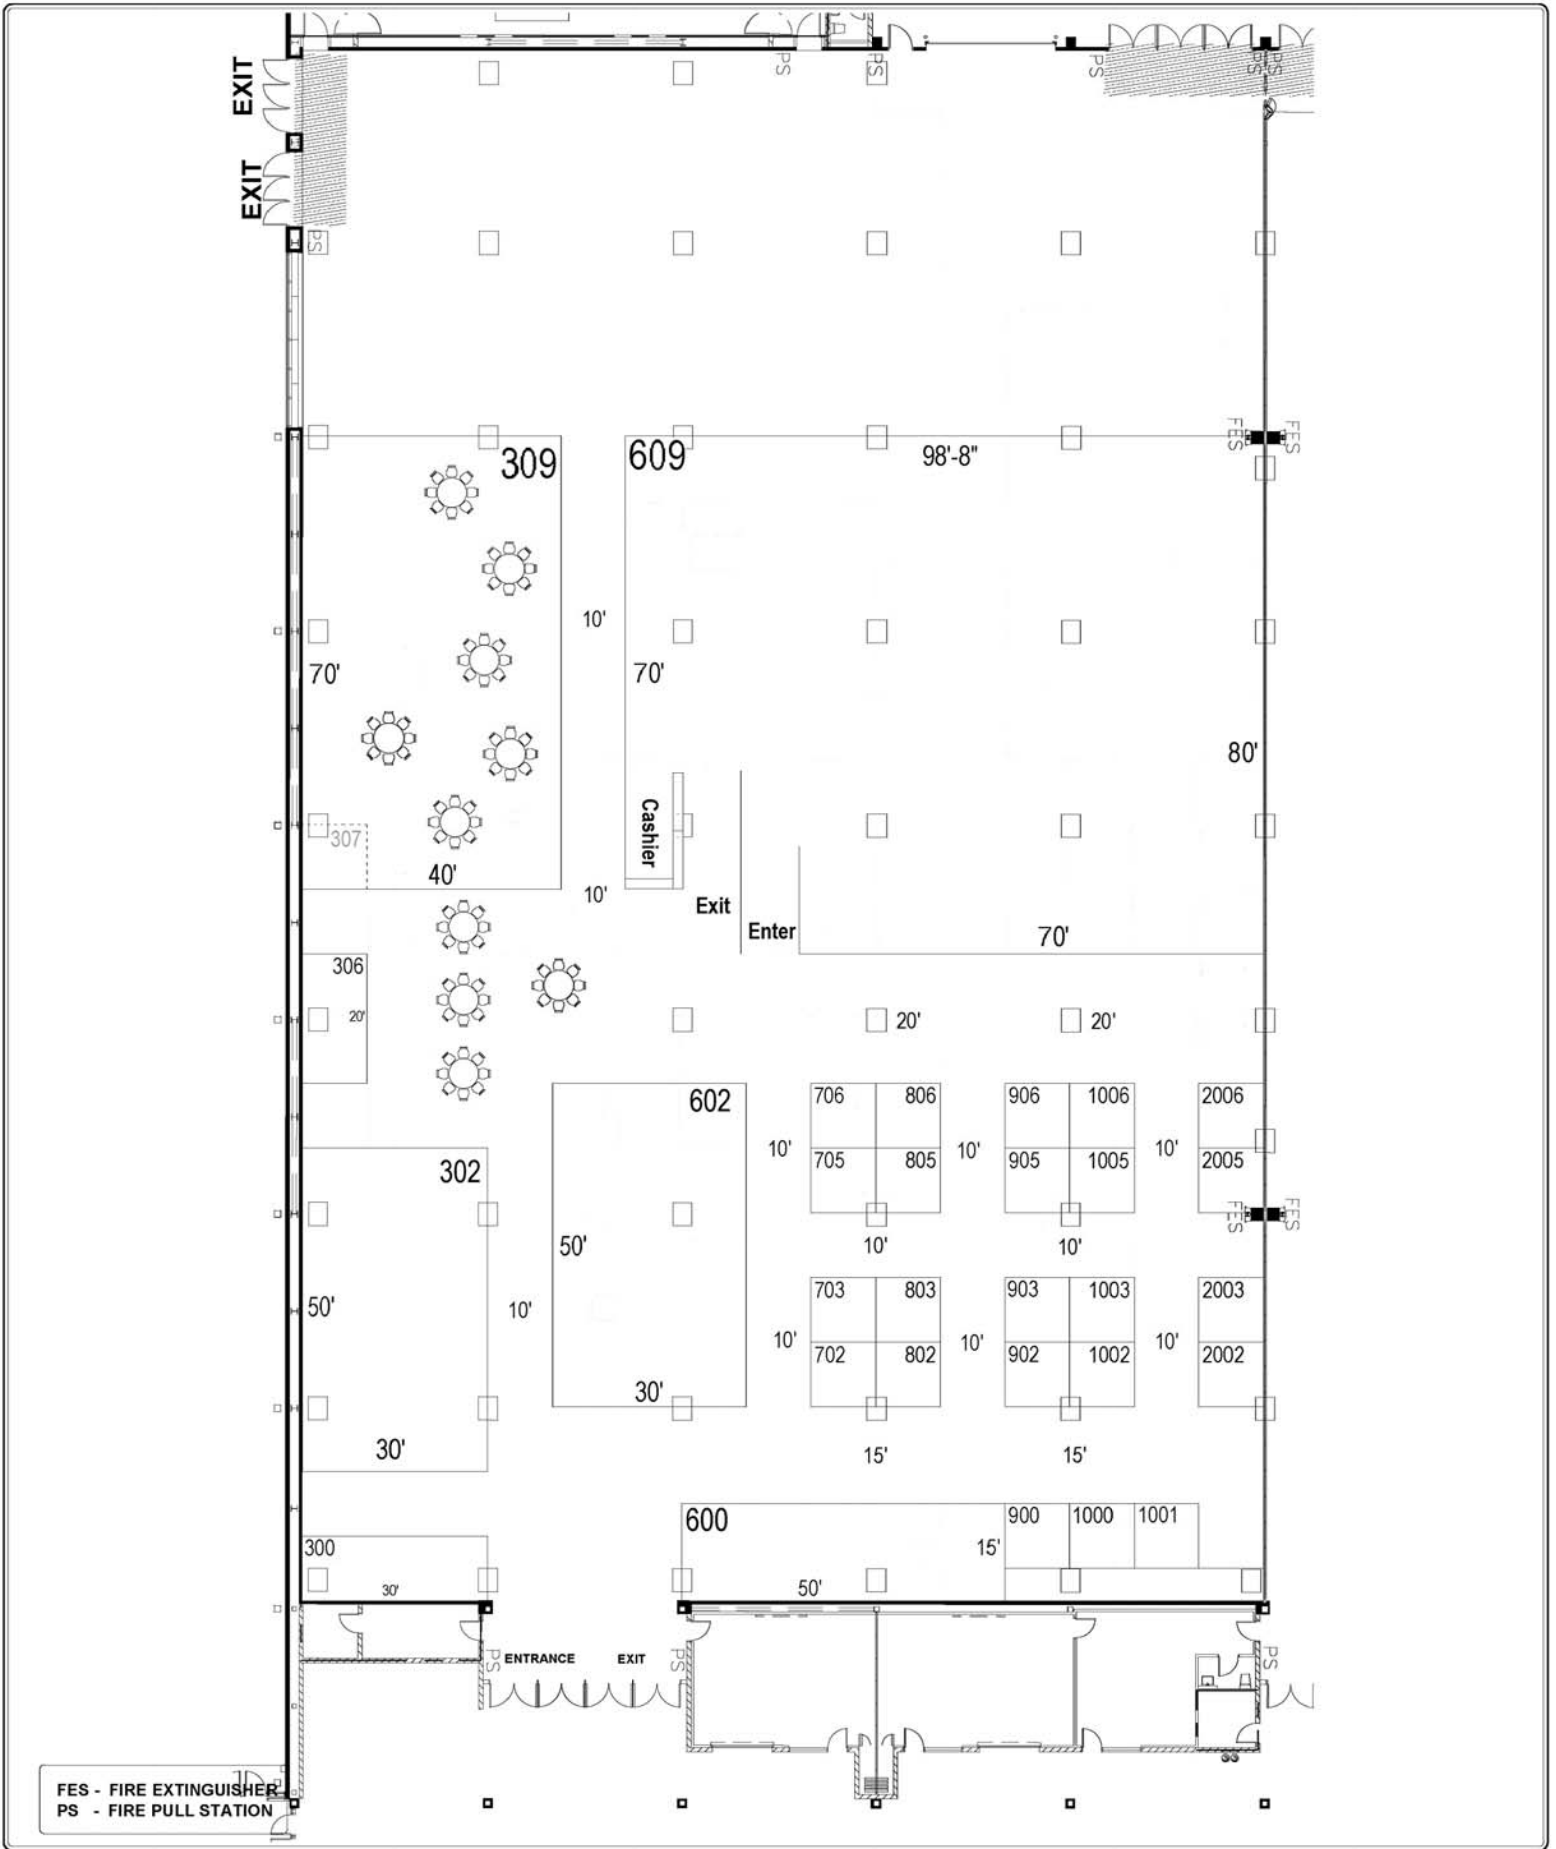 EXIT
PS
PS
PS
PS
PS
EXIT
PS
309
609
98'-8"
FES
FES
10'
70'
70'
80'
Cashier
307
40'
10'
Exit
Enter
70'
306
20'
20'
20'
602
706
806
906
1006
2006
10'
10'
10'
705
805
905
1005
2005
302
FES
FES
50'
10'
10'
50'
10'
703
803
903
1003
2003
10'
10'
10'
702
802
902
1002
2002
30'
30'
15'
15'
600
900
1000
1001
300
15'
30'
50'
PS
ENTRANCE
EXIT
PS
PS
FES - FIRE EXTINGUISHER
PS - FIRE PULL STATION